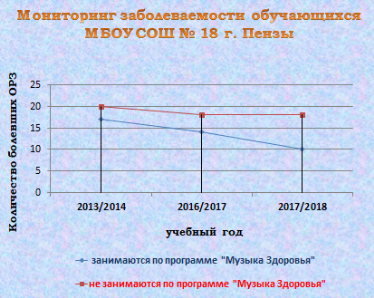 Мониторинг заболеваемости обучающихся
МБОУ СОШ № 18 г. Пензы
Количество болевших ОРЗ
25
20
15
10
5
0
2013/2014 2016/2017 2017/2018
учебный год
занимаются по программе "Музыка Здоровья"
не занимаются по программе "Музыка Здоровья"